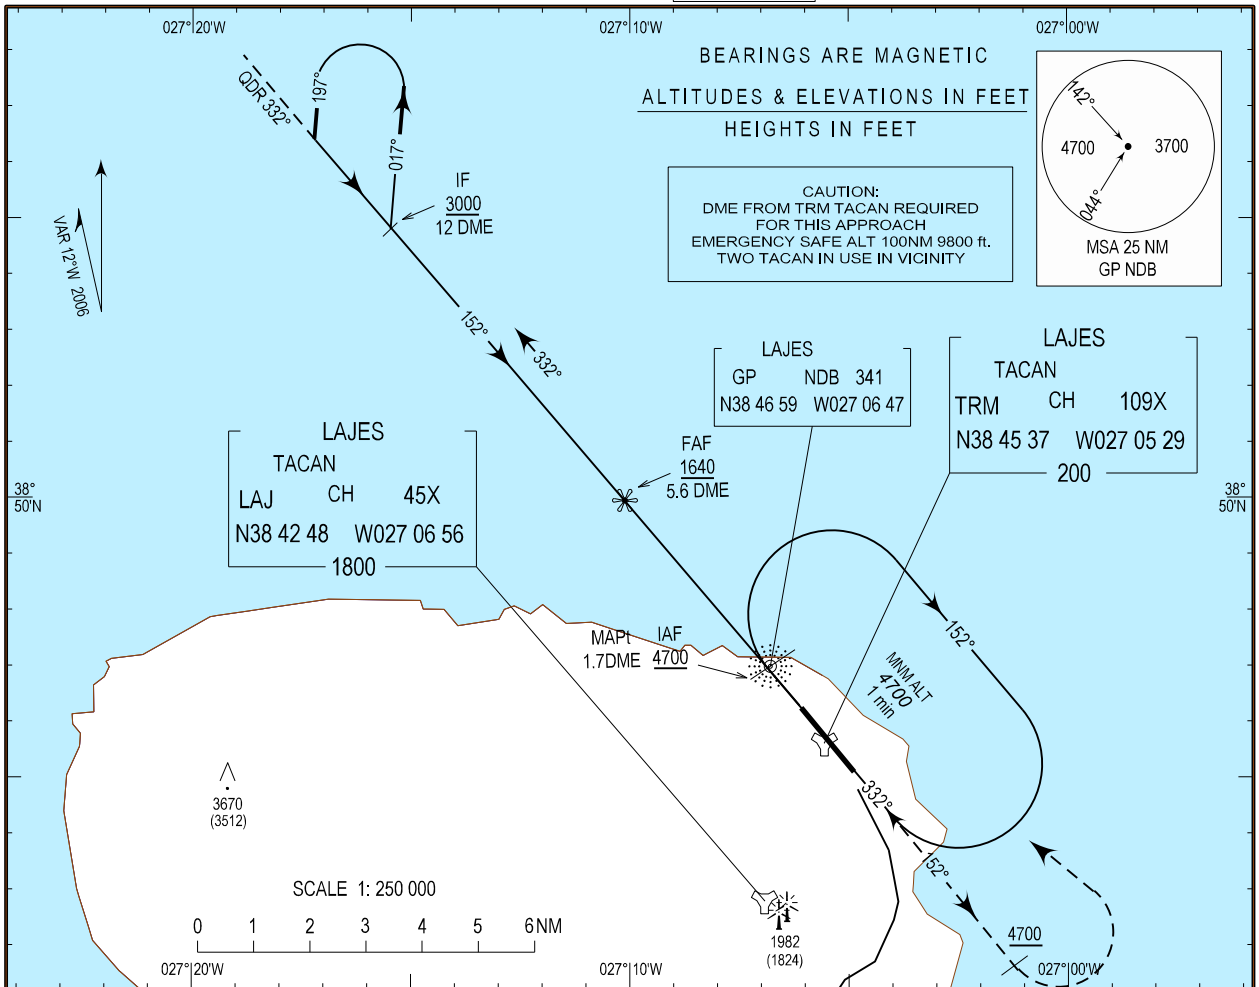 027°20'W
027°10'W
027°00'W
BEARINGS ARE MAGNETIC
ALTITUDES & ELEVATIONS IN FEET
HEIGHTS IN FEET
142°
4700
3700
044°
MSA 25 NM
GP NDB
CAUTION:
DME FROM TRM TACAN REQUIRED
FOR THIS APPROACH
EMERGENCY SAFE ALT 100NM 9800 ft.
TWO TACAN IN USE IN VICINITY
QDR 332°
197°
017°
IF
3000
12 DME
VAR 12°W 2006
152°
332°
LAJES
GP NDB 341
N38 46 59 W027 06 47
LAJES
TACAN
TRM CH 109X
N38 45 37 W027 05 29
200
LAJES
TACAN
LAJ CH 45X
N38 42 48 W027 06 56
1800
FAF
1640
5.6 DME
38°
50'N
38°
50'N
152°
MAPt IAF
1.7DME 4700
MNM ALT
4700
1 min
332°
152°
3670
(3512)
SCALE 1: 250 000
0 1 2 3 4 5 6NM
1982
(1824)
4700
027°20'W
027°10'W
027°00'W